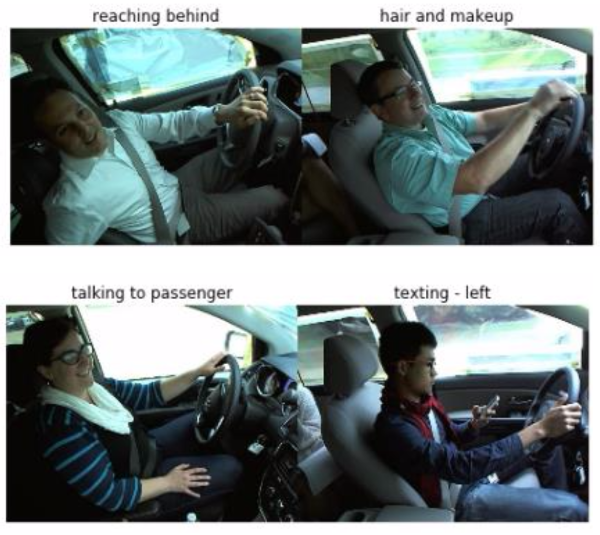 reaching behind
hair and makeup
talking to passenger
texting - left